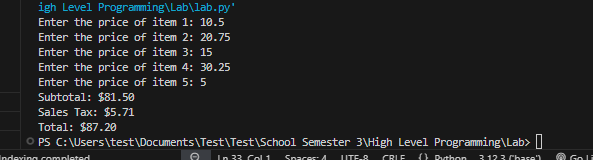 igh Level Programming\Lab\lab.py'
Enter the price of item 1: 10.5
Enter the price of item 2: 20.75
Enter the price of item 3: 15
Enter the price of item 4: 30.25
Enter the price of item 5: 5
Subtotal: $81.50
Sales Tax: $5.71
Total: $87.20
PS C:\Users\test\Documents\Test\Test\School Semester 3\High Level Programming\Lab>
ndexing completed. Ln 33, Col 1 Spaces: 4 UTF-8 CRLF {} Python 3.12.3 ('base': Go Li